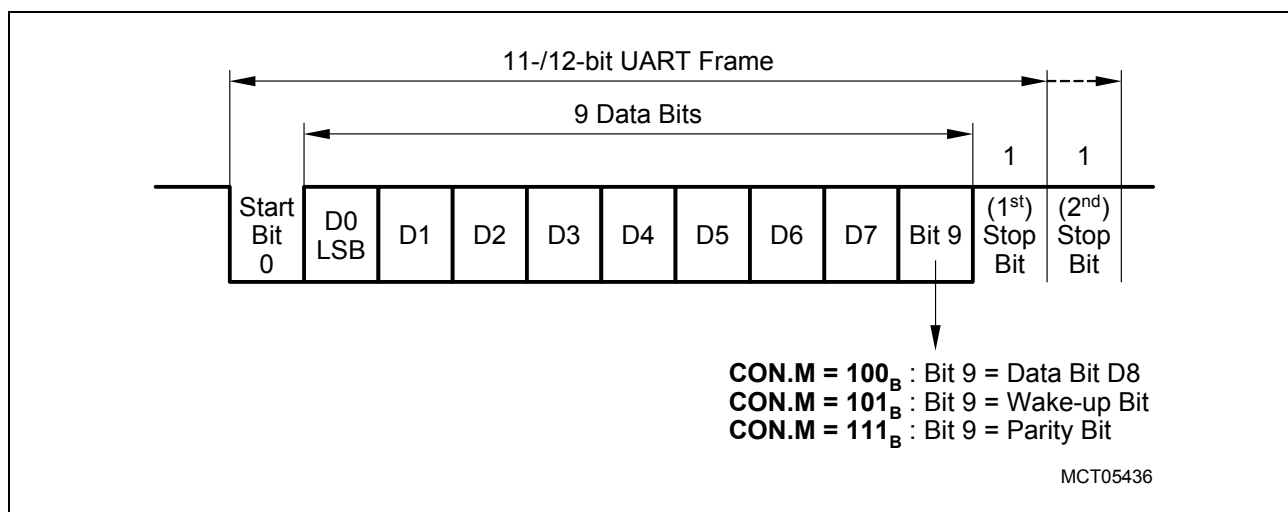 11-/12-bit UART Frame
9 Data Bits
1 1
Start Bit 0
D0 LSB
D1
D2
D3
D4
D5
D6
D7
Bit 9
(1st) Stop Bit
(2nd) Stop Bit
CON.M = 100B : Bit 9 = Data Bit D8
CON.M = 101B : Bit 9 = Wake-up Bit
CON.M = 111B : Bit 9 = Parity Bit
MCT05436